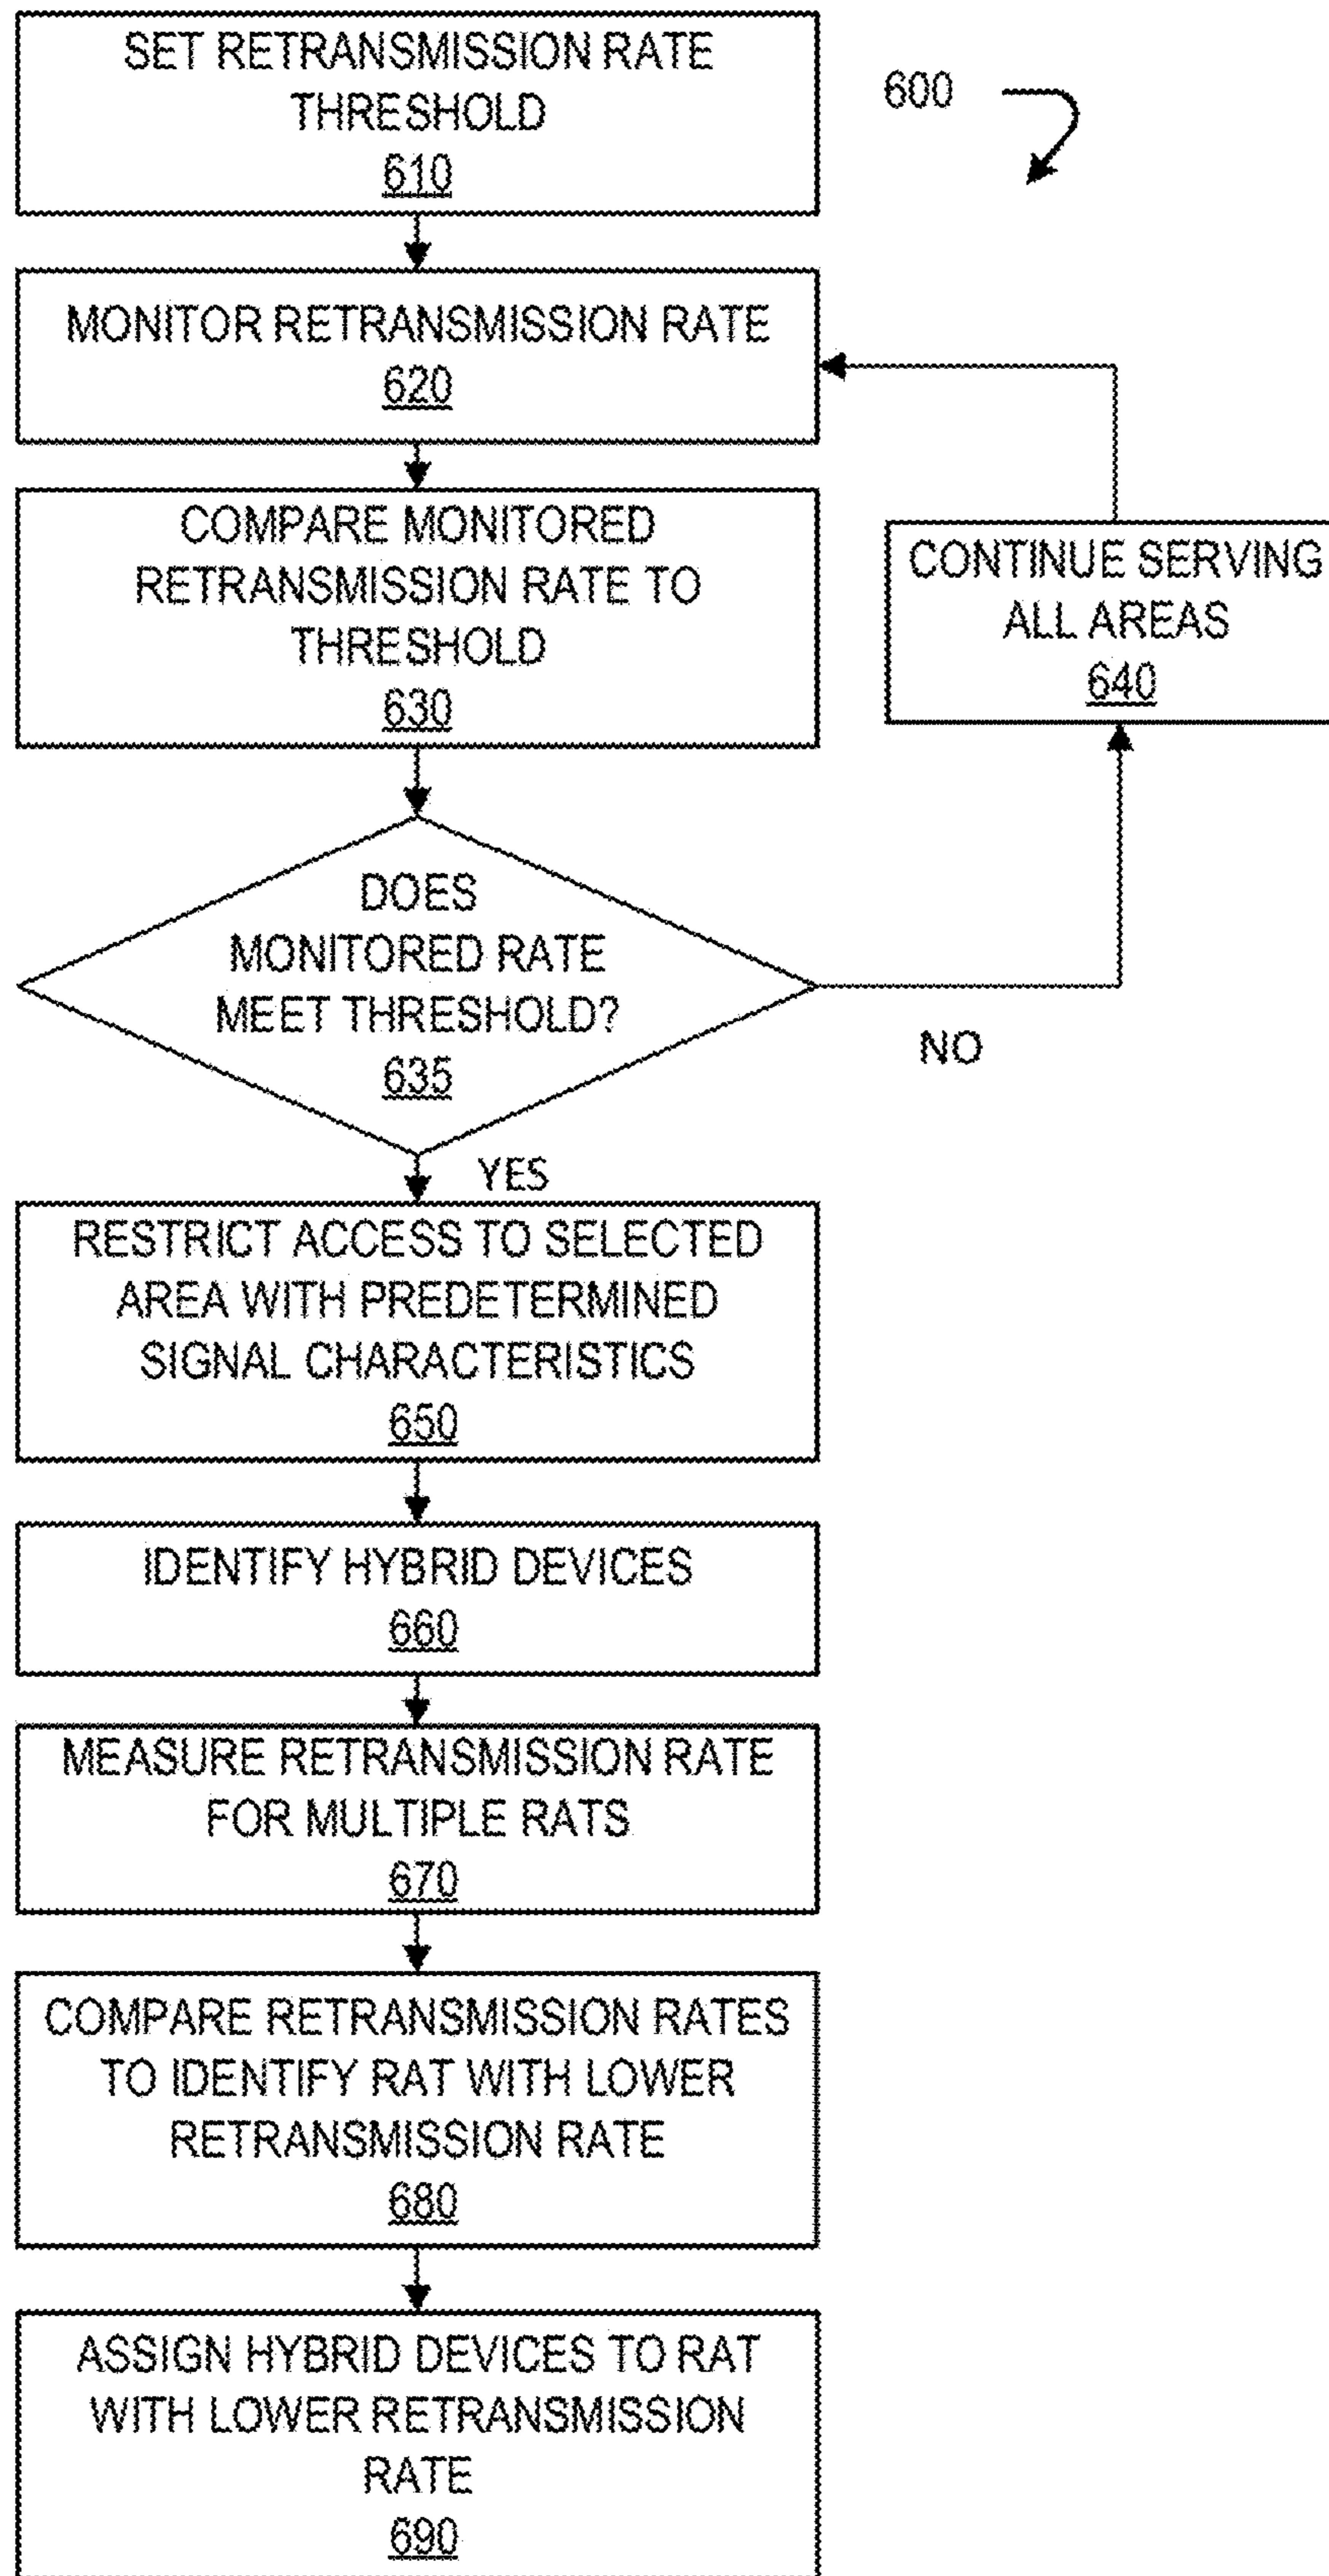 SET RETRANSMISSION RATE
THRESHOLD
610
600
MONITOR RETRANSMISSION RATE
620
COMPARE MONITORED
RETRANSMISSION RATE TO
THRESHOLD
630
CONTINUE SERVING
ALL AREAS
640
DOES
MONITORED RATE
MEET THRESHOLD?
635
NO
YES
RESTRICT ACCESS TO SELECTED
AREA WITH PREDETERMINED
SIGNAL CHARACTERISTICS
650
IDENTIFY HYBRID DEVICES
660
MEASURE RETRANSMISSION RATE
FOR MULTIPLE RATS
670
COMPARE RETRANSMISSION RATES
TO IDENTIFY RAT WITH LOWER
RETRANSMISSION RATE
680
ASSIGN HYBRID DEVICES TO RAT
WITH LOWER RETRANSMISSION
RATE
690